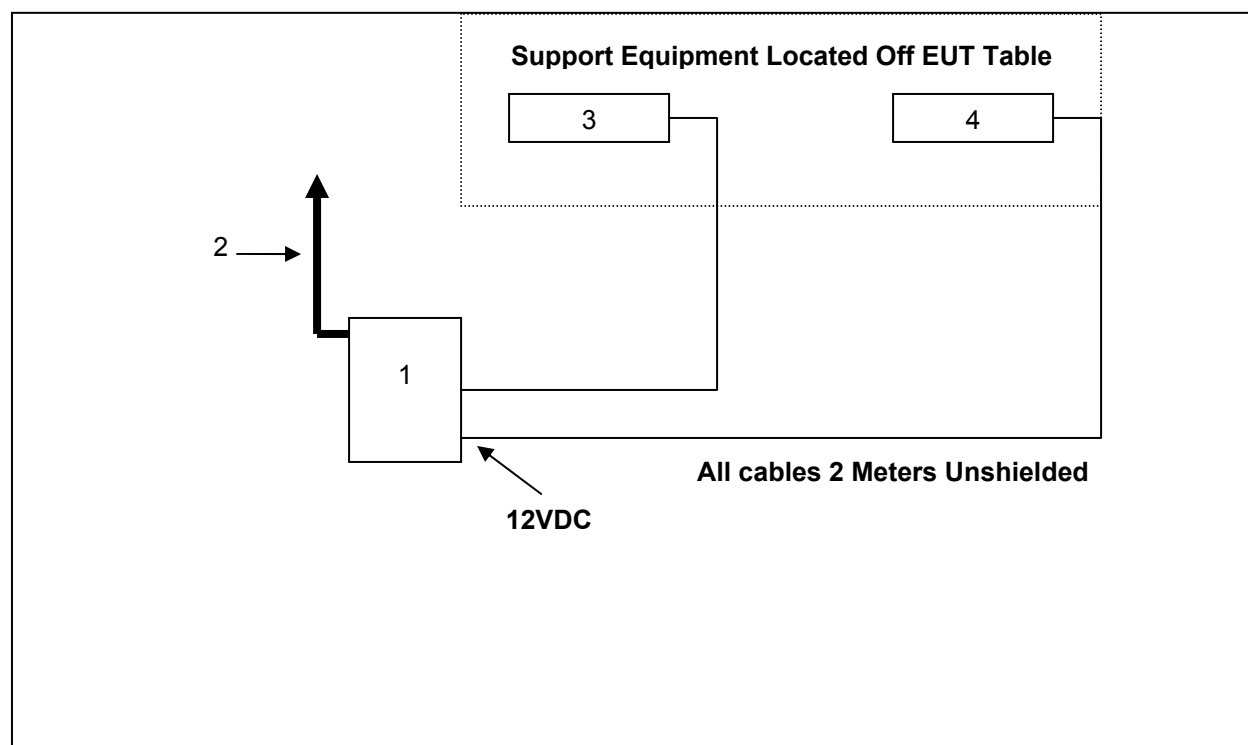 Support Equipment Located Off EUT Table
3
4
2
1
All cables 2 Meters Unshielded
12VDC